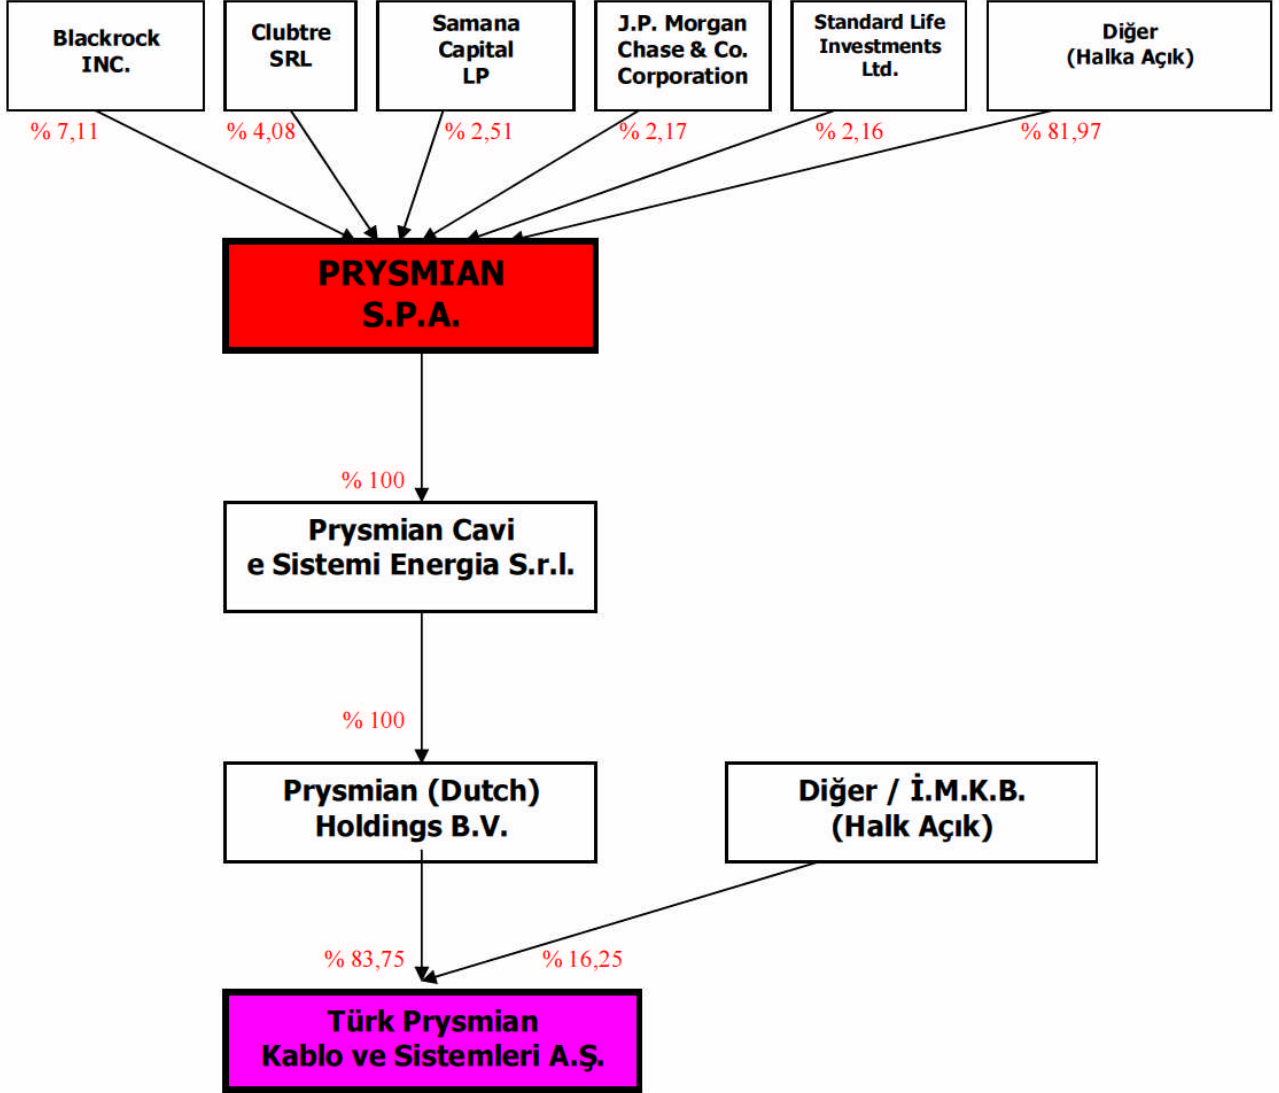 Blackrock
INC.
Clubtre
SRL
Samana
Capital
LP
J.P. Morgan
Chase & Co.
Corporation
Standard Life
Investments
Ltd.
Diğer
(Halka Açık)
% 7,11
% 4,08
% 2,51
% 2,17
% 2,16
% 81,97
PRYSMIAN
S.P.A.
% 100
Prysmian Cavi
e Sistemi Energia S.r.l.
% 100
Prysmian (Dutch)
Holdings B.V.
Diğer / İ.M.K.B.
(Halk Açık)
% 83,75
% 16,25
Türk Prysmian
Kablo ve Sistemleri A.Ş.